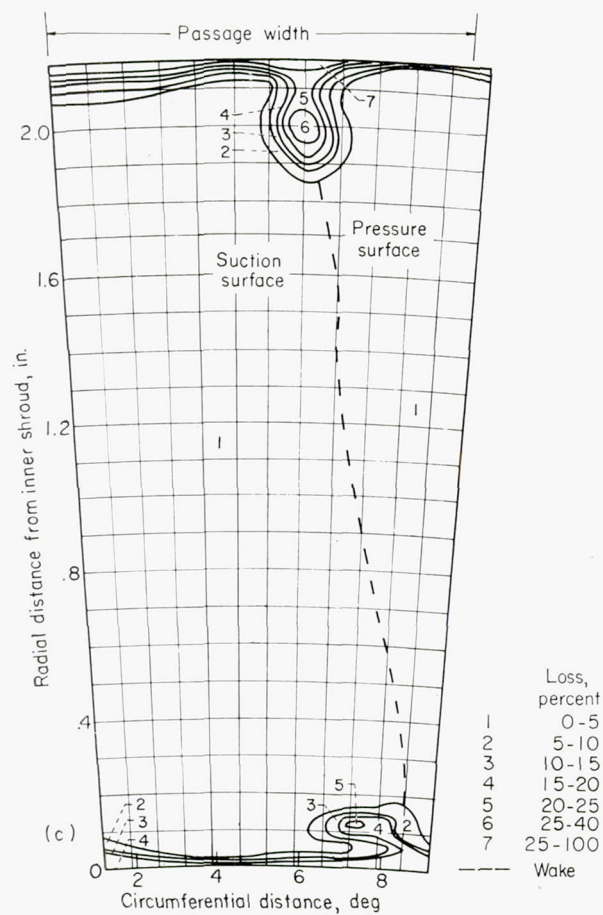 Passage width
5
7
4
6
2.0
3
2
Pressure
surface
Suction
surface
1.6
1
1.2
1
Radial distance from inner shroud, in.
.8
Loss,
percent
.4
1 0-5
2 5-10
3 10-15
4 15-20
5 20-25
6 25-40
7 25-100
Wake
5
2
3
3
4
4
2
(c)
0
2 4 6 8
Circumferential distance, deg